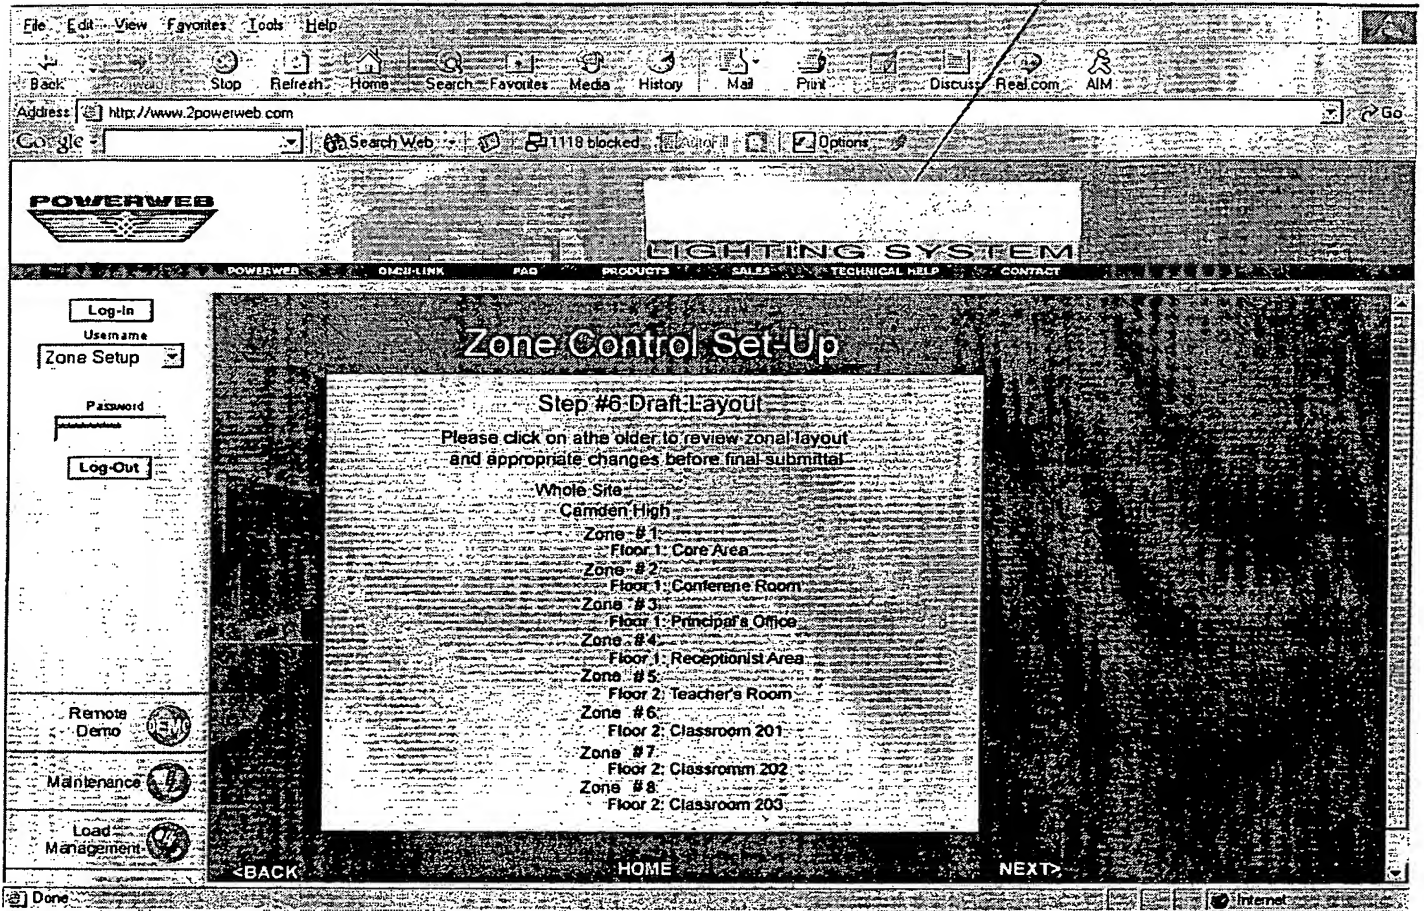 File Edit View Favorites Tools Help
Back Forward Stop Refresh Home Search Favorites Media History Mail Print Discuss Real.com AIM
Address http://www.2powerweb.com Go
Google Search Web 1118 blocked AutoFill Options
POWERWEB
LIGHTING SYSTEM
POWERWEB OMNI-LINK FAQ PRODUCTS SALES TECHNICAL HELP CONTACT
Log-In
Username
Zone Setup
Password
Log-Out
Remote
Demo
Maintenance
Load
Management
Zone Control Set-Up
Step #6 Draft Layout
Please click on athe older to review zonal layout
and appropriate changes before final submittal
Whole Site
Camden High
Zone #1
Floor 1: Core Area
Zone #2
Floor 1: Conferene Room
Zone #3
Floor 1: Principal's Office
Zone #4
Floor 1: Receptionist Area
Zone #5
Floor 2: Teacher's Room
Zone #6
Floor 2: Classroom 201
Zone #7
Floor 2: Classromm 202
Zone #8
Floor 2: Classroom 203
<BACK HOME NEXT>
Done Internet